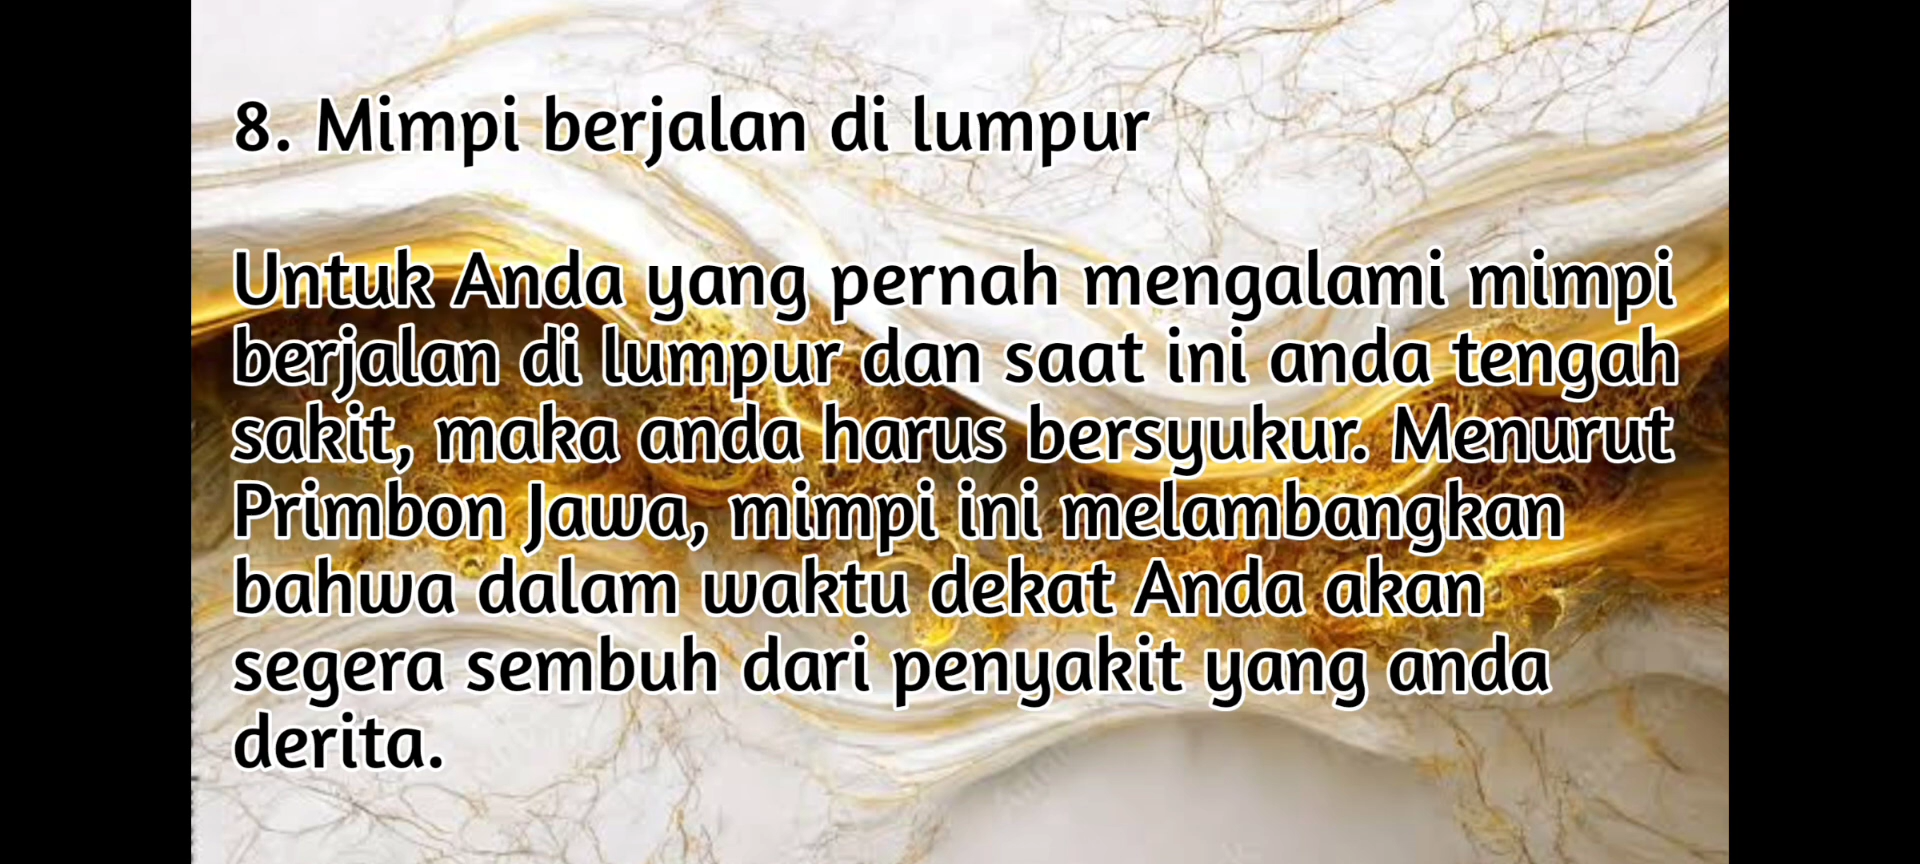 8. Mimpi berjalan di lumpur
Untuk Anda yang pernah mengalami mimpi
berjalan di lumpur dan saat ini anda tengah
sakit, maka anda harus bersyukur. Menurut
Primbon Jawa, mimpi ini melambangkan
bahwa dalam waktu dekat Anda akan
segera sembuh dari penyakit yang anda
derita.